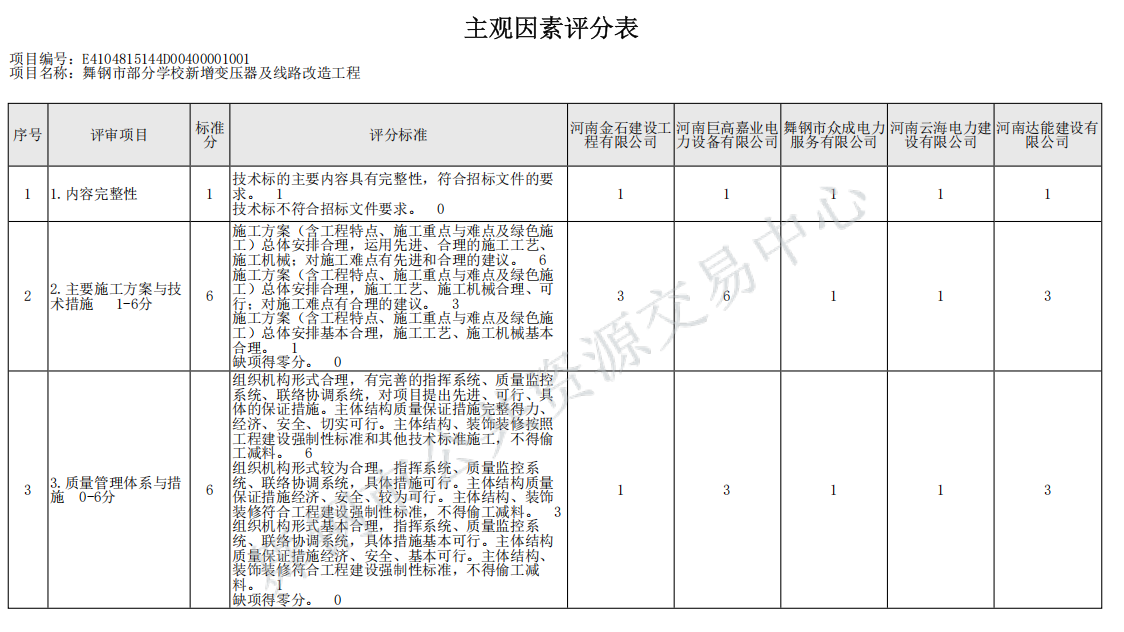 主观因素评分表
项目编号：E4104815144D00400001001
项目名称：舞钢市部分学校新增变压器及线路改造工程
序号
评审项目
标准
分
评分标准
河南金石建设工
程有限公司
河南巨高嘉业电
力设备有限公司
舞钢市众成电力
服务有限公司
河南云海电力建
设有限公司
河南达能建设有
限公司
1
1.内容完整性
1
技术标的主要内容具有完整性，符合招标文件的要
求。 1
技术标不符合招标文件要求。 0
1
1
1
1
1
2
2.主要施工方案与技
术措施 1-6分
6
施工方案（含工程特点、施工重点与难点及绿色施
工）总体安排合理，运用先进、合理的施工工艺、
施工机械；对施工难点有先进和合理的建议。 6
施工方案（含工程特点、施工重点与难点及绿色施
工）总体安排合理，施工工艺、施工机械合理、可
行；对施工难点有合理的建议。 3
施工方案（含工程特点、施工重点与难点及绿色施
工）总体安排基本合理，施工工艺、施工机械基本
合理。 1
缺项得零分。 0
3
6
1
1
3
3
3.质量管理体系与措
施 0-6分
6
组织机构形式合理，有完善的指挥系统、质量监控
系统、联络协调系统，对项目提出先进、可行、具
体的保证措施。主体结构质量保证措施完整得力、
经济、安全、切实可行。主体结构、装饰装修按照
工程建设强制性标准和其他技术标准施工，不得偷
工减料。 6
组织机构形式较为合理，指挥系统、质量监控系
统、联络协调系统，具体措施可行。主体结构质量
保证措施经济、安全、较为可行。主体结构、装饰
装修符合工程建设强制性标准，不得偷工减料。 3
组织机构形式基本合理，指挥系统、质量监控系
统、联络协调系统，具体措施基本可行。主体结构
质量保证措施经济、安全、基本可行。主体结构、
装饰装修符合工程建设强制性标准，不得偷工减
料。 1
缺项得零分。 0
1
3
1
1
3